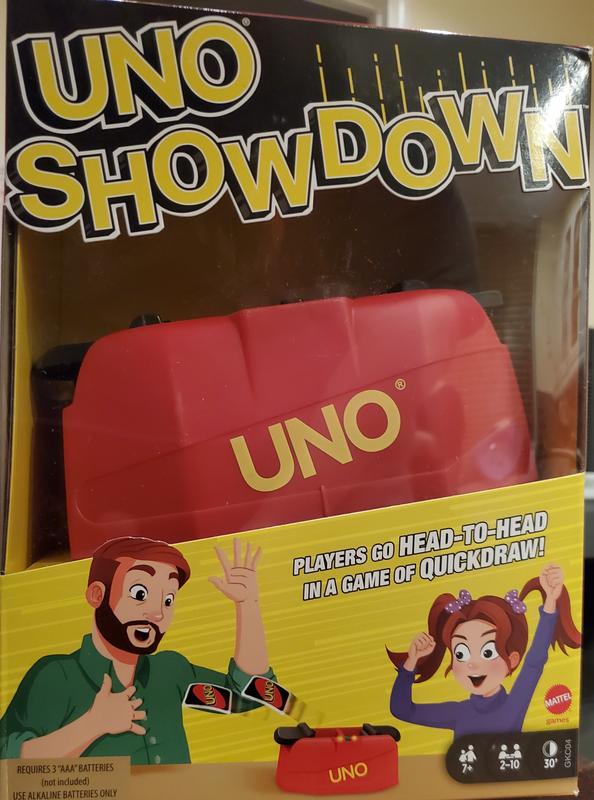 UNO®
SHOWDOWN
UNO®
PLAYERS GO HEAD-TO-HEAD
IN A GAME OF QUICKDRAW!
UNO
UNO
UNO
MATTEL
games
REQUIRES 3 "AAA" BATTERIES
(not included)
USE ALKALINE BATTERIES ONLY
7+
2-10
30'
GKC04